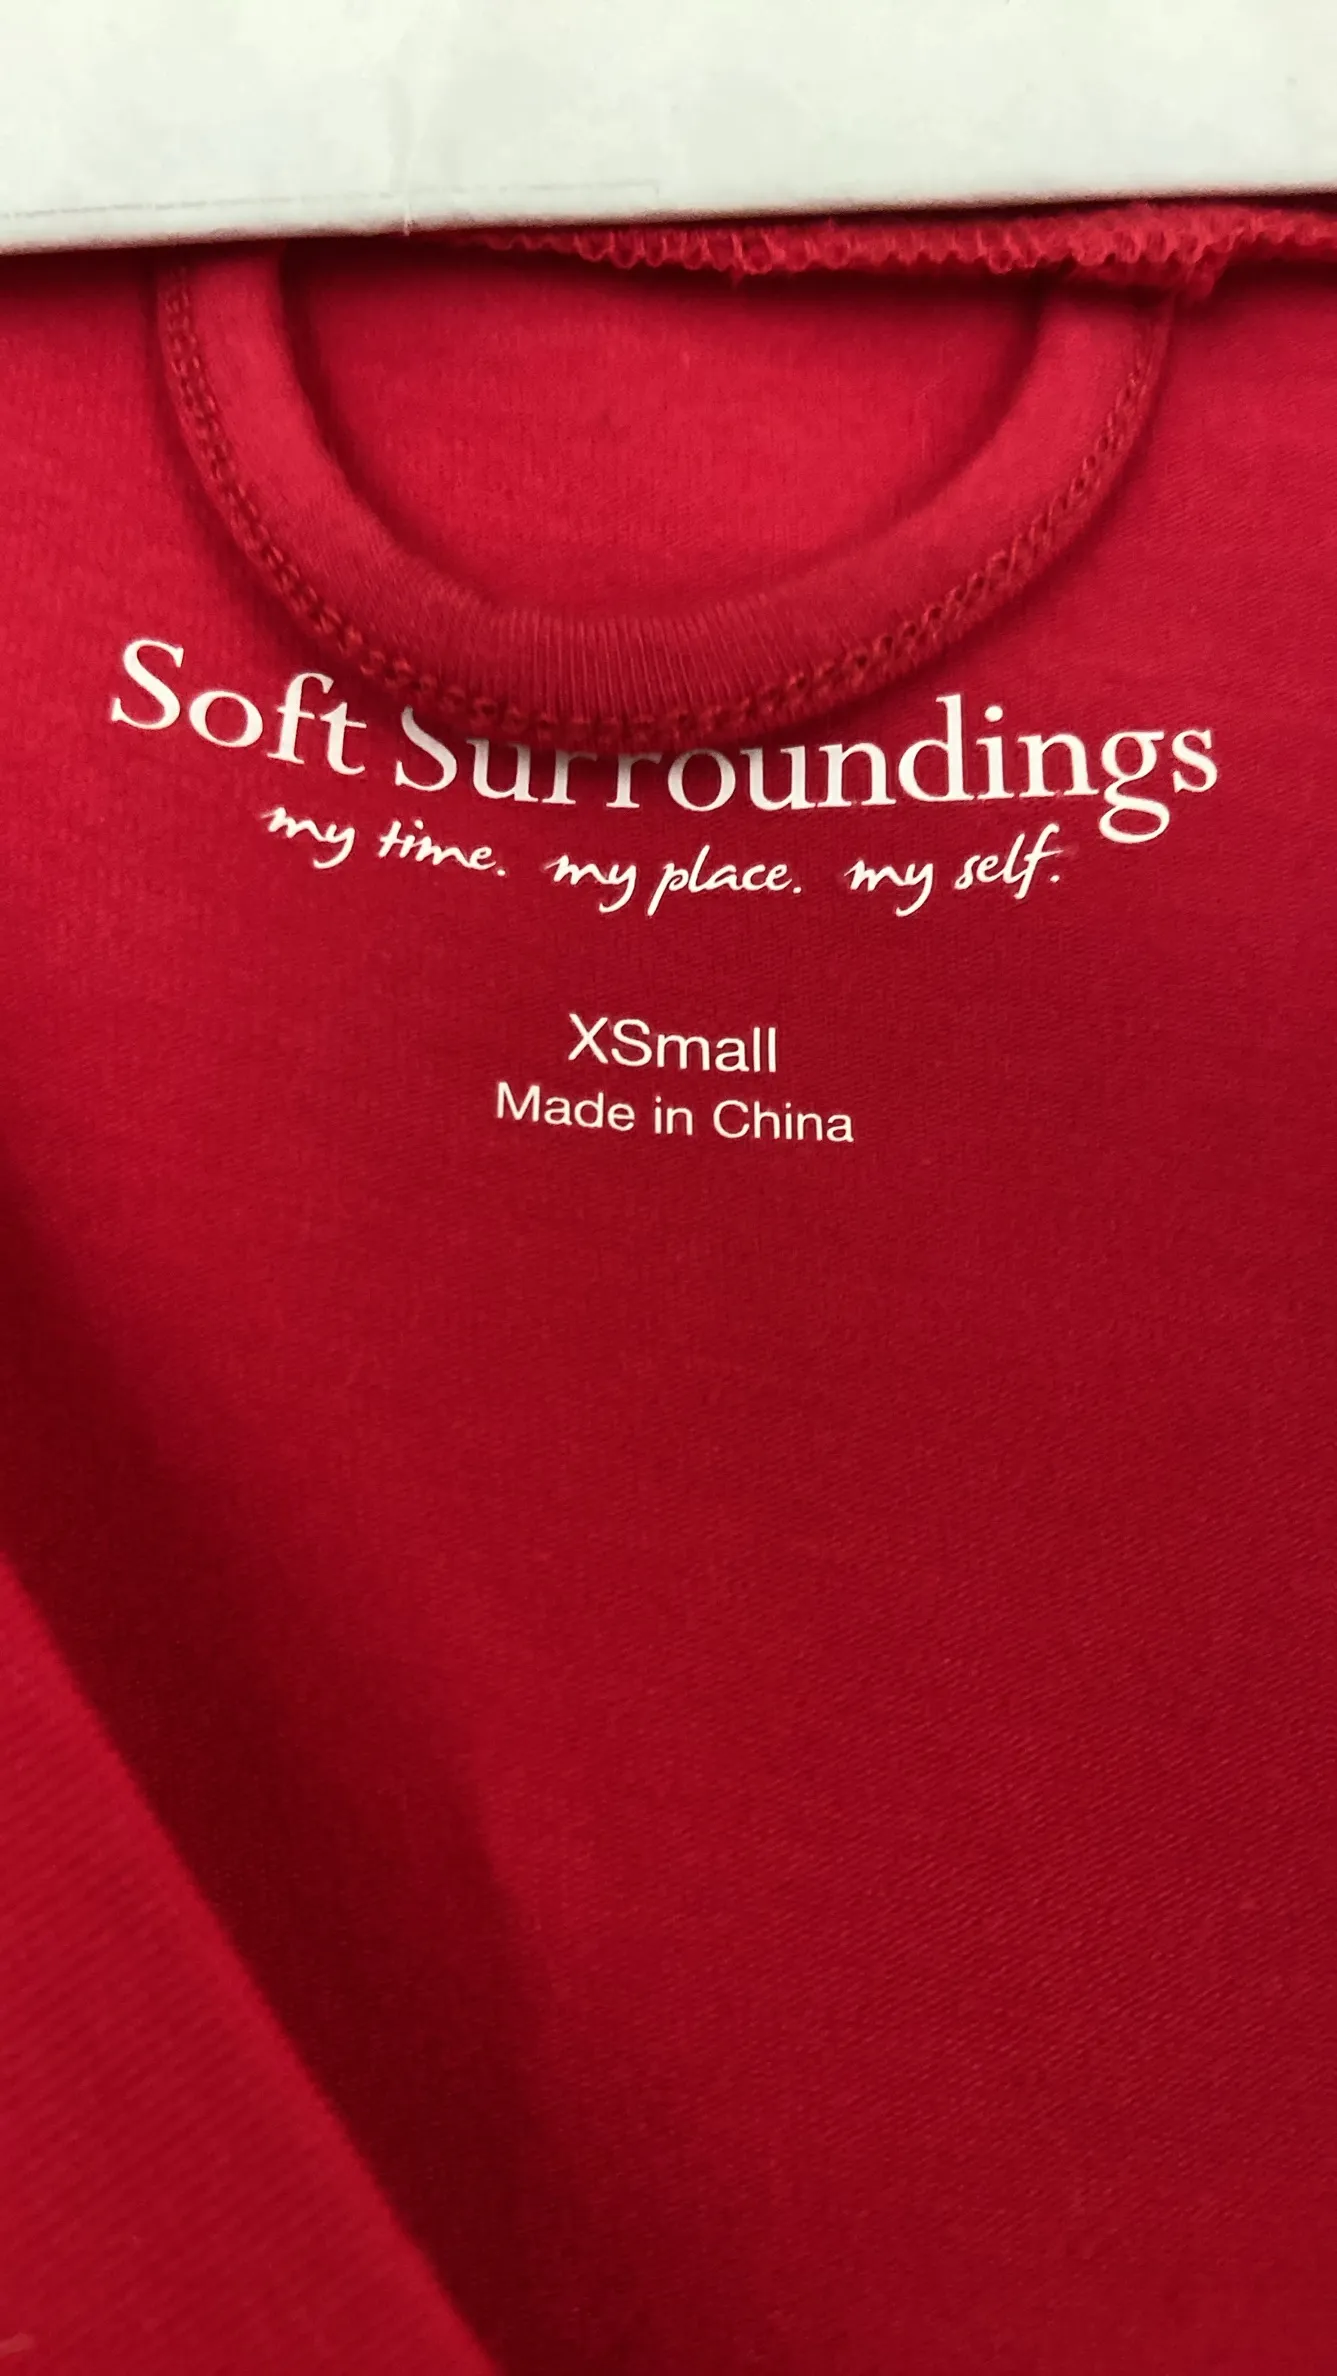 Soft Surroundings
my time. my place. my self.
XSmall
Made in China